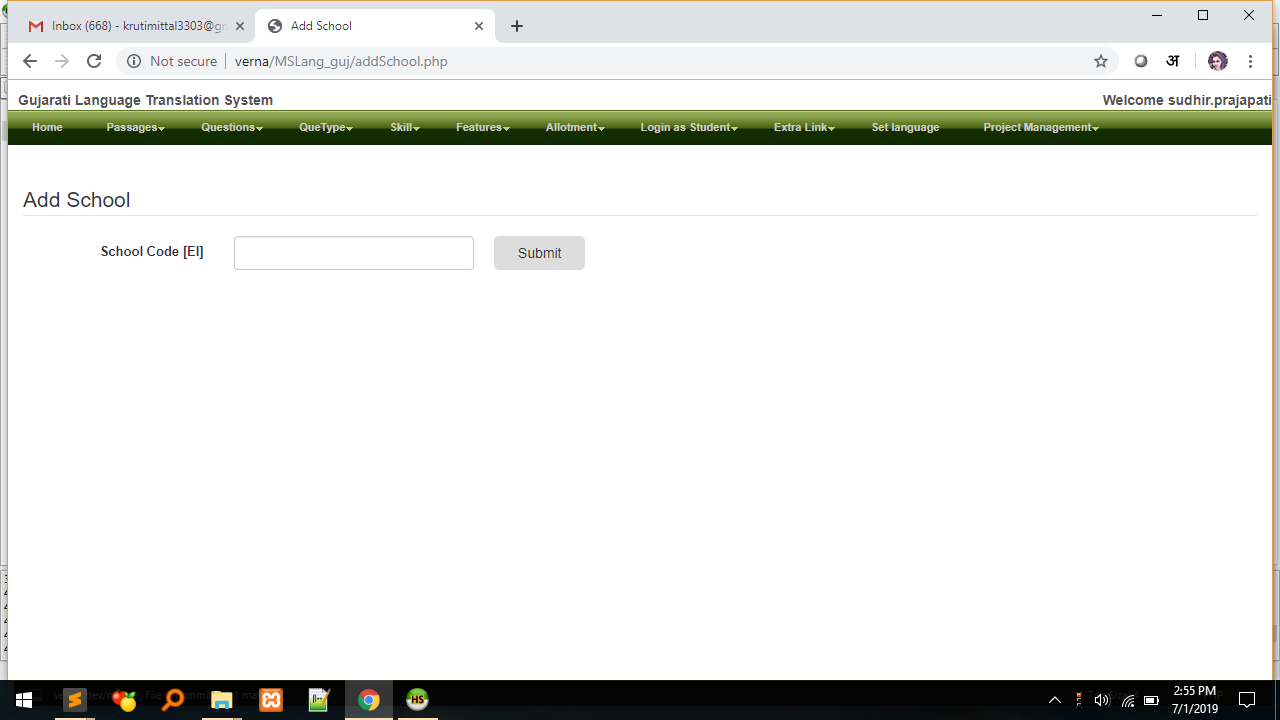 Inbox (668) - krutimittal3303@gr
Add School
Not secure
verna/MSLang_guj/addSchool.php
अ
Gujarati Language Translation System
Welcome sudhir.prajapati
Home Passages Questions QueType Skill Features Allotment Login as Student Extra Link Set language Project Management
Add School
School Code [EI]
Submit
HS
2:55 PM
7/1/2019